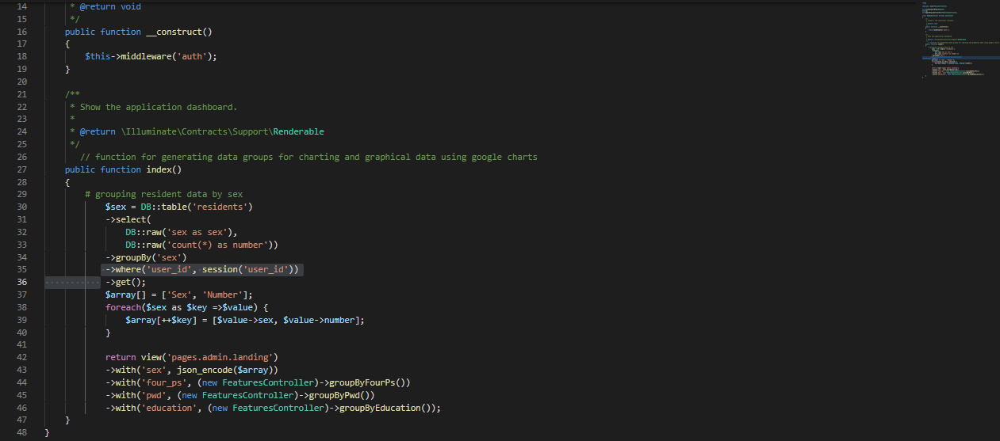 14 * @return void
15 */
16 public function __construct()
17 {
18 $this->middleware('auth');
19 }
20
21 /**
22 * Show the application dashboard.
23 *
24 * @return \Illuminate\Contracts\Support\Renderable
25 */
26 // function for generating data groups for charting and graphical data using google charts
27 public function index()
28 {
29 # grouping resident data by sex
30 $sex = DB::table('residents')
31 ->select(
32 DB::raw('sex as sex'),
33 DB::raw('count(*) as number'))
34 ->groupBy('sex')
35 ->where('user_id', session('user_id'))
36 ->get();
37 $array[] = ['Sex', 'Number'];
38 foreach($sex as $key =>$value) {
39 $array[++$key] = [$value->sex, $value->number];
40 }
41
42 return view('pages.admin.landing')
43 ->with('sex', json_encode($array))
44 ->with('four_ps', (new FeaturesController)->groupByFourPs())
45 ->with('pwd', (new FeaturesController)->groupByPwd())
46 ->with('education', (new FeaturesController)->groupByEducation());
47 }
48 }